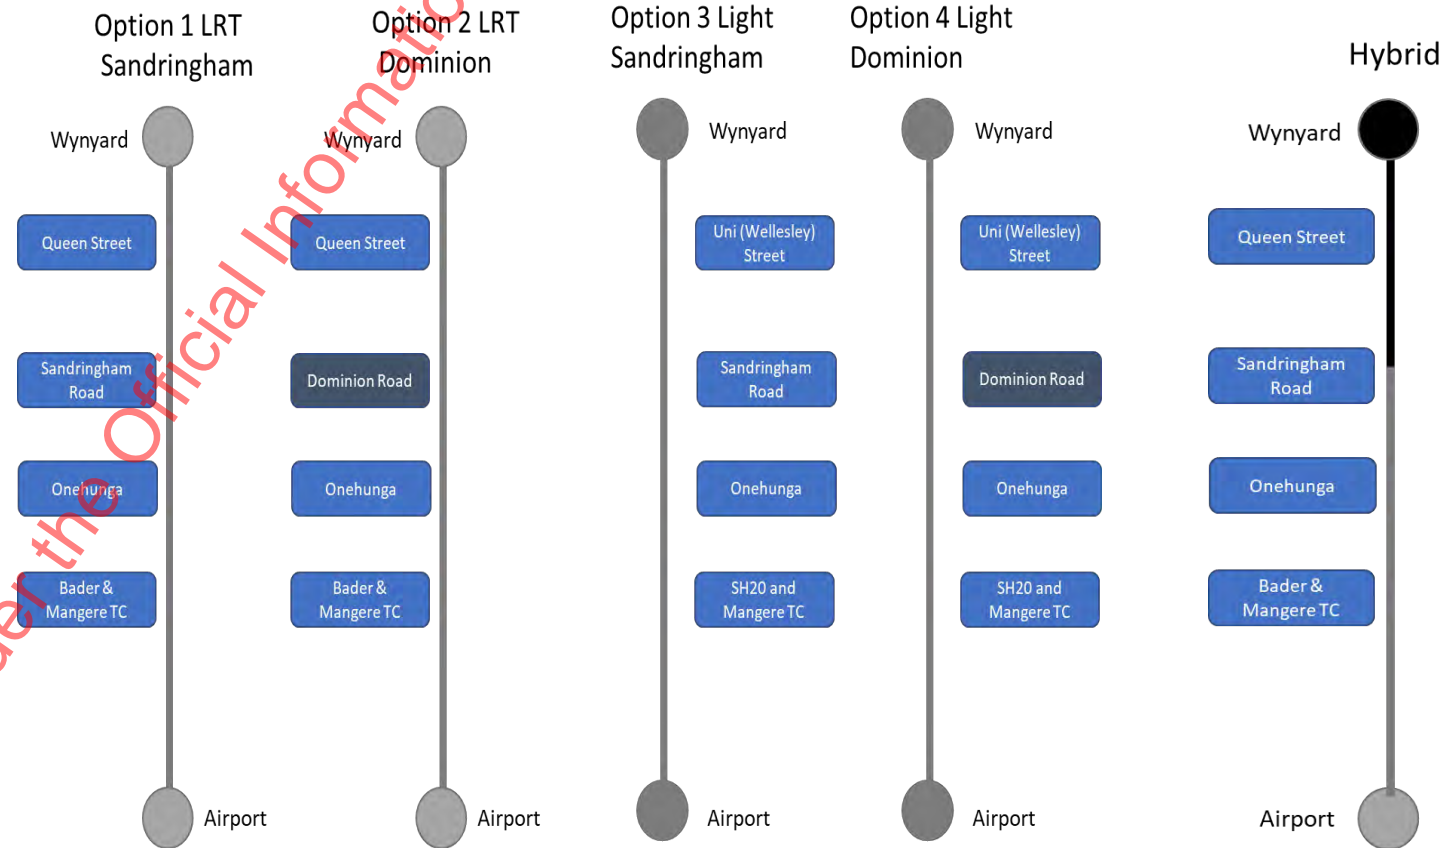 Option 1 LRT
Sandringham
Wynyard
Queen Street
Sandringham
Road
Onehunga
Bader &
Mangere TC
Airport
Option 2 LRT
Dominion
Wynyard
Queen Street
Dominion Road
Onehunga
Bader &
Mangere TC
Airport
Option 3 Light
Sandringham
Wynyard
Uni (Wellesley)
Street
Sandringham
Road
Onehunga
SH20 and
Mangere TC
Airport
Option 4 Light
Dominion
Wynyard
Uni (Wellesley)
Street
Dominion Road
Onehunga
SH20 and
Mangere TC
Airport
Hybrid
Wynyard
Queen Street
Sandringham
Road
Onehunga
Bader &
Mangere TC
Airport
the Official Informatio